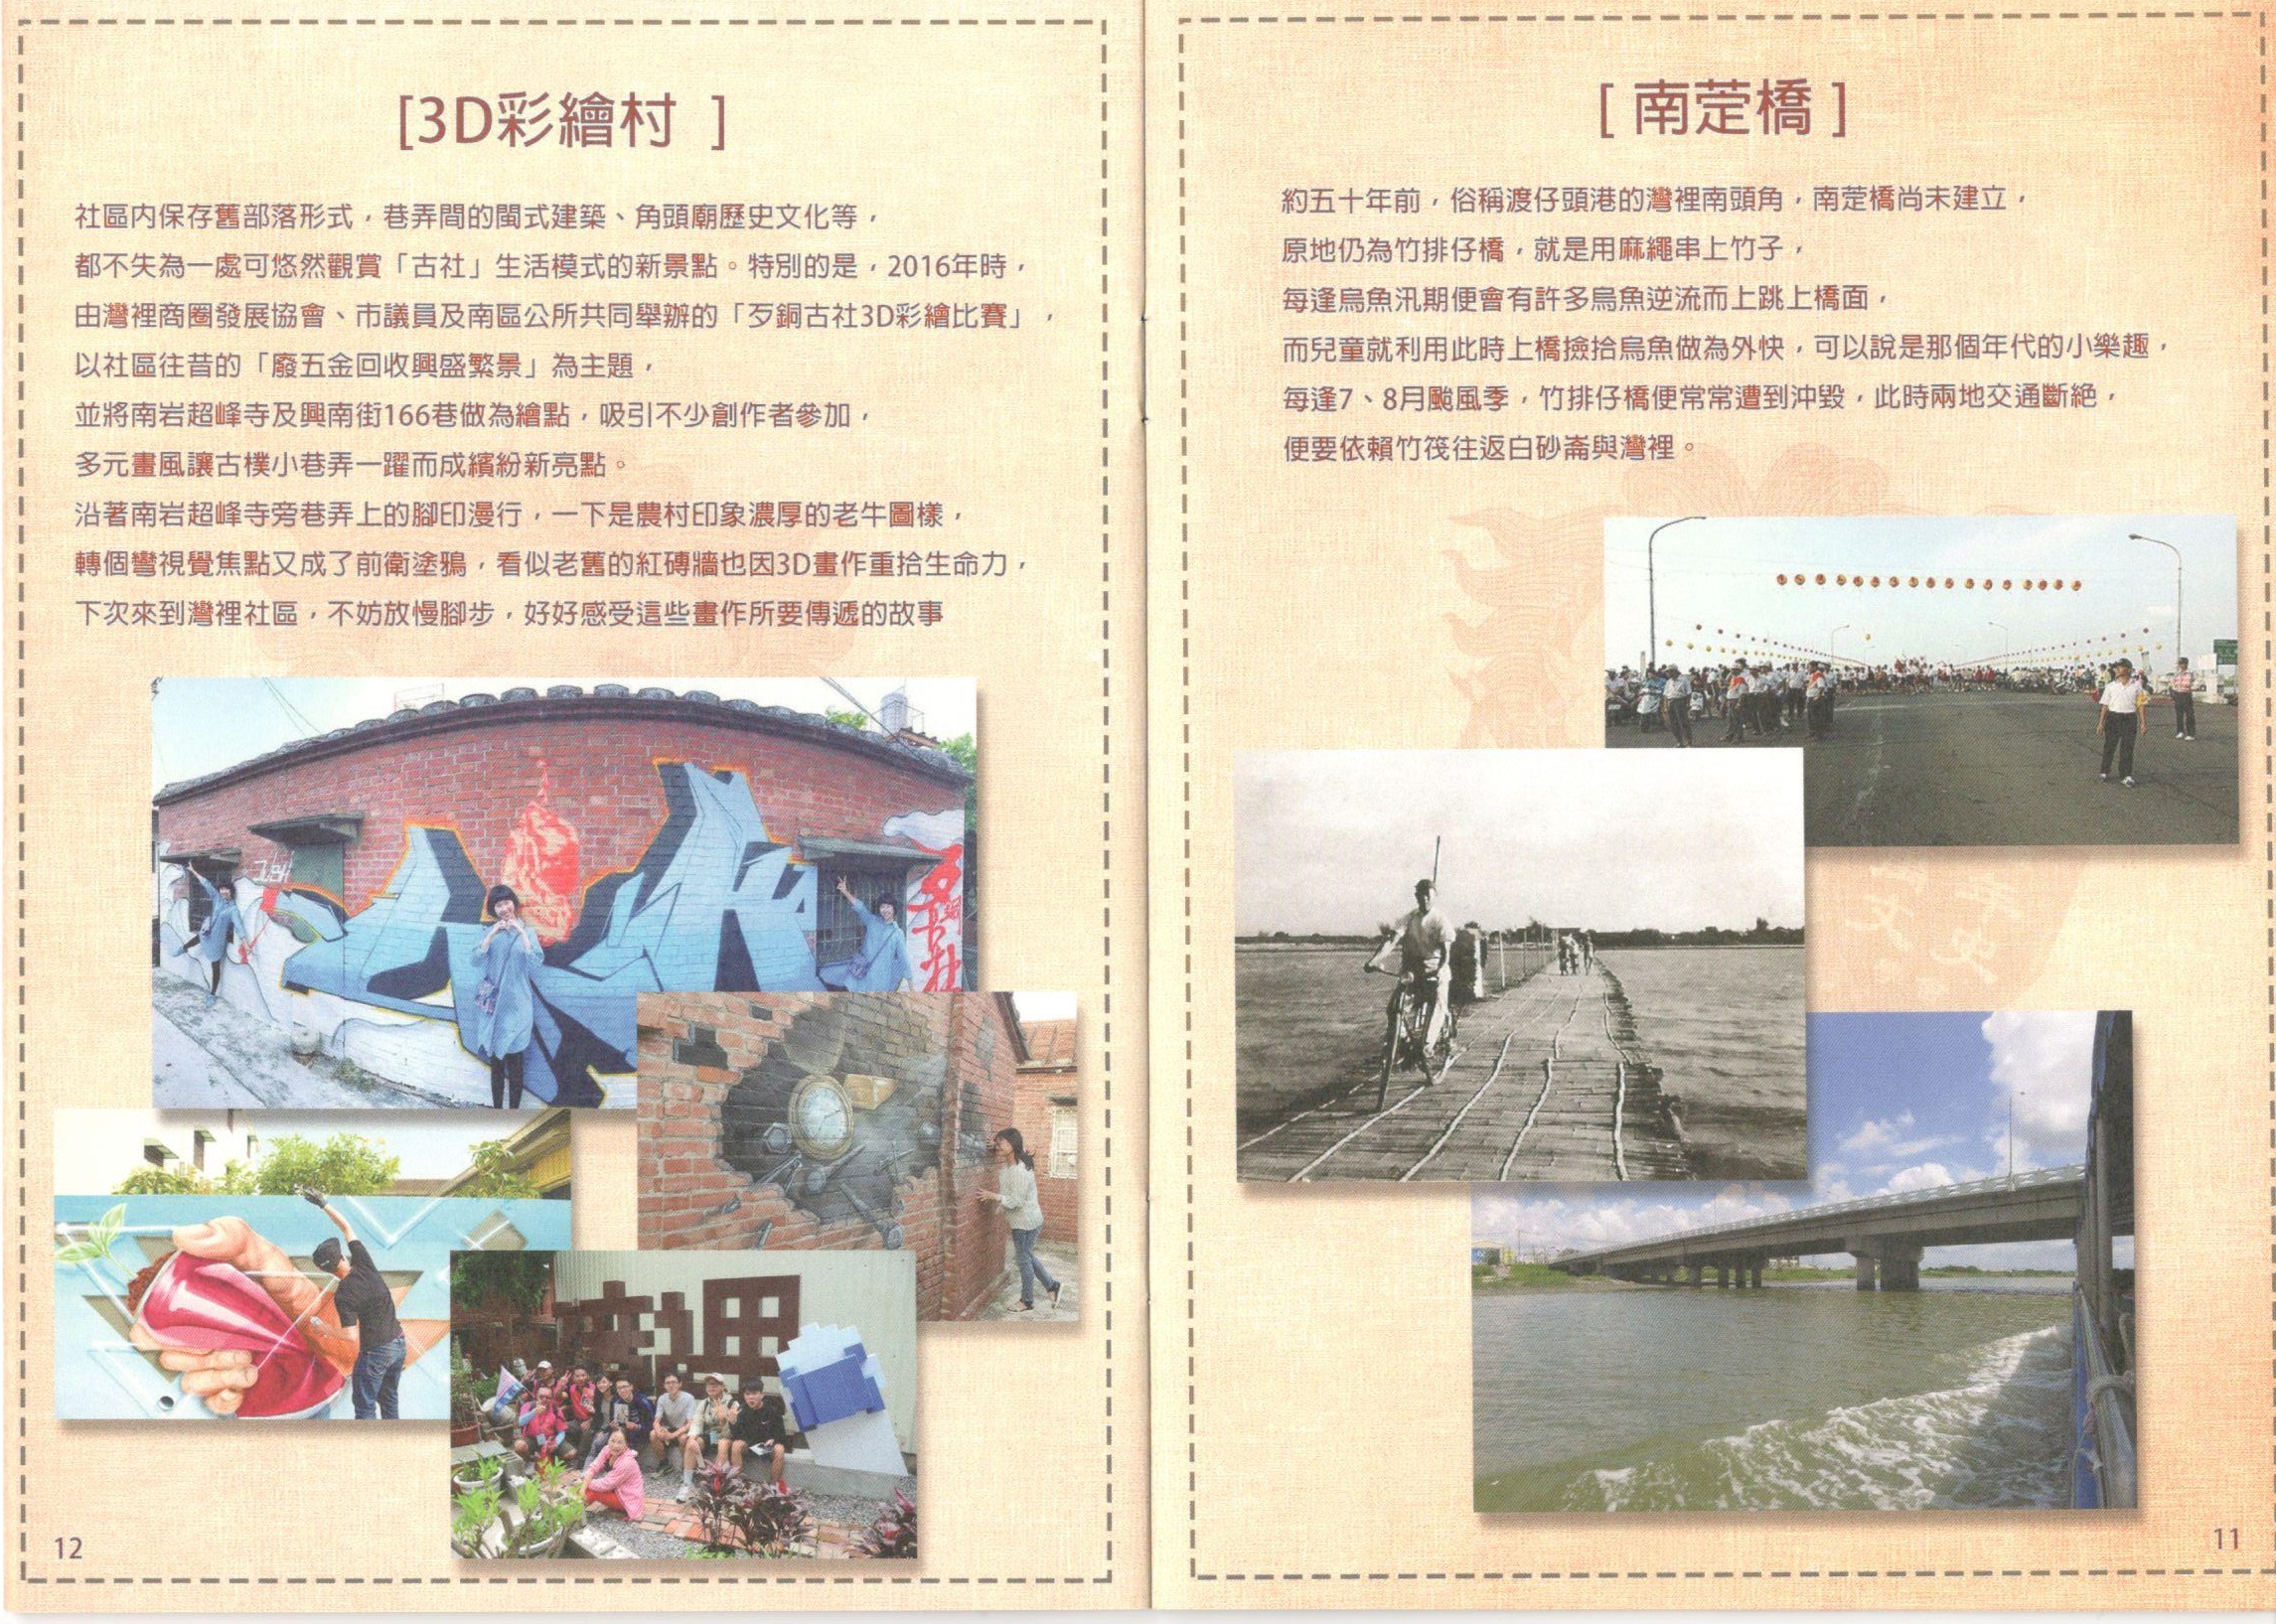 [ 南萣橋 ]
約五十年前，俗稱渡仔頭港的灣裡南頭角，南萣橋尚未建立，
原地仍為竹排仔橋，就是用麻繩串上竹子，
每逢烏魚汛期便會有許多烏魚逆流而上跳上橋面，
而兒童就利用此時上橋撿拾烏魚做為外快，可以說是那個年代的小樂趣，
每逢7、8月颱風季，竹排仔橋便常常遭到沖毀，此時兩地交通斷絕，
便要依賴竹筏往返白砂崙與灣裡。
11
[3D彩繪村 ]
社區內保存舊部落形式，巷弄間的閩式建築、角頭廟歷史文化等，
都不失為一處可悠然觀賞「古社」生活模式的新景點。特別的是，2016年時，
由灣裡商圈發展協會、市議員及南區公所共同舉辦的「歹銅古社3D彩繪比賽」，
以社區往昔的「廢五金回收興盛繁景」為主題，
並將南岩超峰寺及興南街166巷做為繪點，吸引不少創作者參加，
多元畫風讓古樸小巷弄一躍而成繽紛新亮點。
沿著南岩超峰寺旁巷弄上的腳印漫行，一下是農村印象濃厚的老牛圖樣，
轉個彎視覺焦點又成了前衛塗鴉，看似老舊的紅磚牆也因3D畫作重拾生命力，
下次來到灣裡社區，不妨放慢腳步，好好感受這些畫作所要傳遞的故事
歹銅古社
12